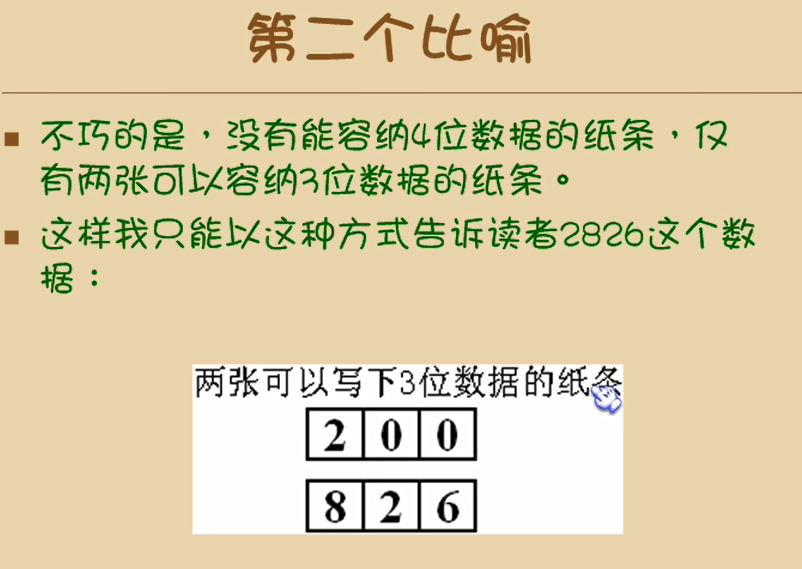 第二个比喻
不巧的是，没有能容纳4位数据的纸条，仅
有两张可以容纳3位数据的纸条。
这样我只能以这种方式告诉读者2826这个数
据：
两张可以写下3位数据的纸条
2 0 0
8 2 6